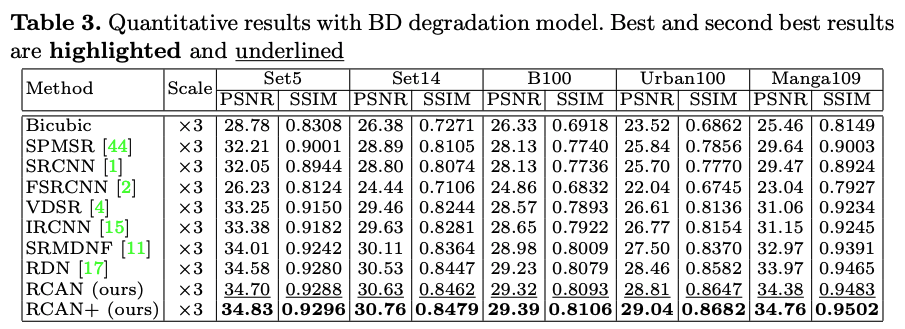 Table 3. Quantitative results with BD degradation model. Best and second best results
are highlighted and underlined
Method Scale Set5 Set14 B100 Urban100 Manga109
PSNR SSIM PSNR SSIM PSNR SSIM PSNR SSIM PSNR SSIM
Bicubic ×3 28.78 0.8308 26.38 0.7271 26.33 0.6918 23.52 0.6862 25.46 0.8149
SPMSR [44] ×3 32.21 0.9001 28.89 0.8105 28.13 0.7740 25.84 0.7856 29.64 0.9003
SRCNN [1] ×3 32.05 0.8944 28.80 0.8074 28.13 0.7736 25.70 0.7770 29.47 0.8924
FSRCNN [2] ×3 26.23 0.8124 24.44 0.7106 24.86 0.6832 22.04 0.6745 23.04 0.7927
VDSR [4] ×3 33.25 0.9150 29.46 0.8244 28.57 0.7893 26.61 0.8136 31.06 0.9234
IRCNN [15] ×3 33.38 0.9182 29.63 0.8281 28.65 0.7922 26.77 0.8154 31.15 0.9245
SRMDNF [11] ×3 34.01 0.9242 30.11 0.8364 28.98 0.8009 27.50 0.8370 32.97 0.9391
RDN [17] ×3 34.58 0.9280 30.53 0.8447 29.23 0.8079 28.46 0.8582 33.97 0.9465
RCAN (ours) ×3 34.70 0.9288 30.63 0.8462 29.32 0.8093 28.81 0.8647 34.38 0.9483
RCAN+ (ours) ×3 34.83 0.9296 30.76 0.8479 29.39 0.8106 29.04 0.8682 34.76 0.9502